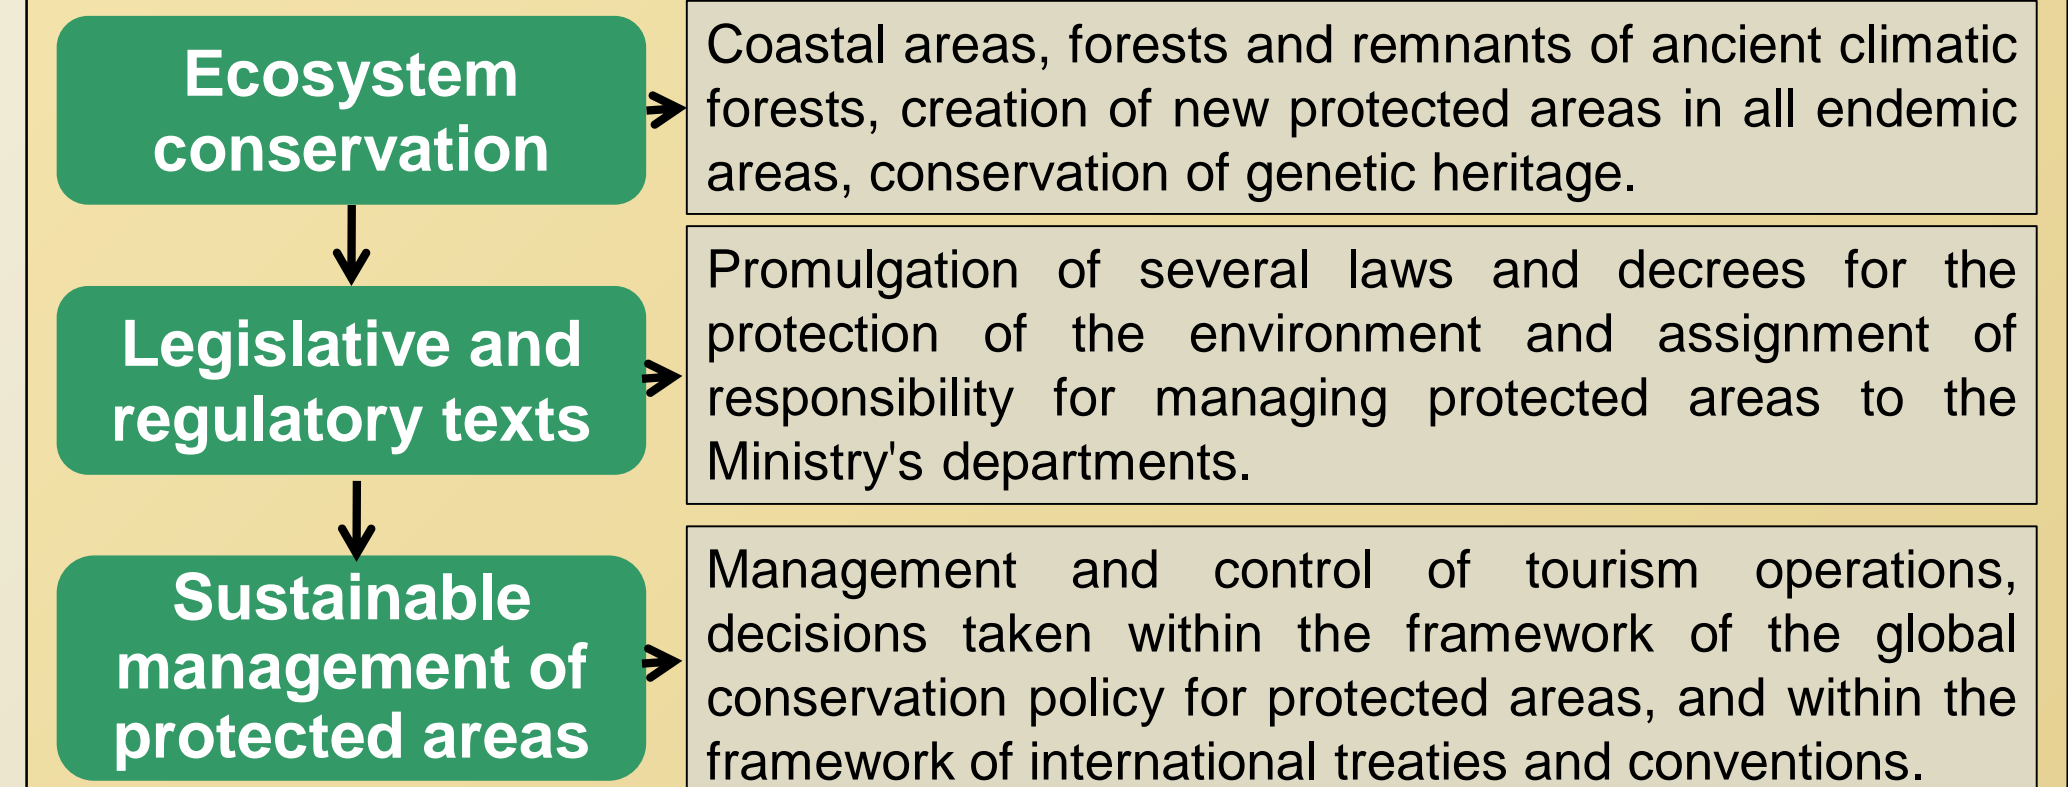 Ecosystem
conservation
Coastal areas, forests and remnants of ancient climatic
forests, creation of new protected areas in all endemic
areas, conservation of genetic heritage.
Legislative and
regulatory texts
Promulgation of several laws and decrees for the
protection of the environment and assignment of
responsibility for managing protected areas to the
Ministry's departments.
Sustainable
management of
protected areas
Management and control of tourism operations,
decisions taken within the framework of the global
conservation policy for protected areas, and within the
framework of international treaties and conventions.